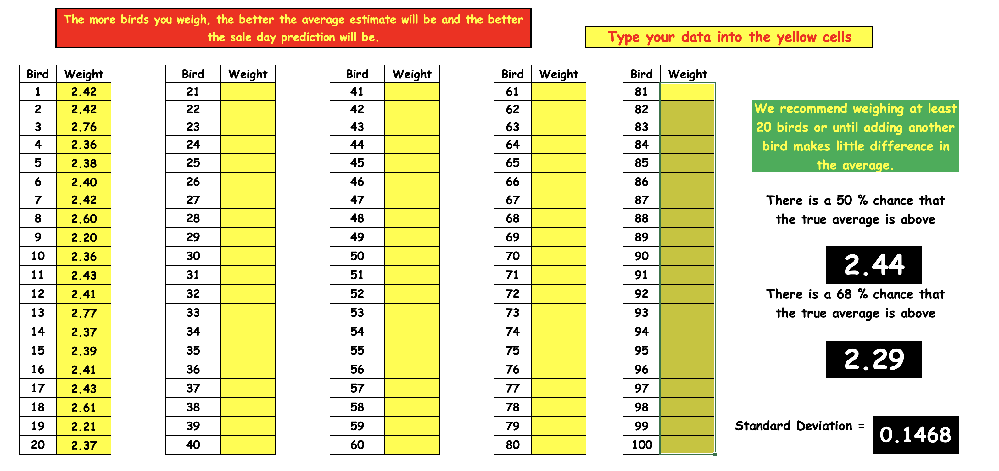 The more birds you weigh, the better the average estimate will be and the better
the sale day prediction will be.
Type your data into the yellow cells
Bird Weight Bird Weight Bird Weight Bird Weight Bird Weight
1 2.42 21 41 61 81
2 2.42 22 42 62 82
3 2.76 23 43 63 83
4 2.36 24 44 64 84
5 2.38 25 45 65 85
6 2.40 26 46 66 86
7 2.42 27 47 67 87
8 2.60 28 48 68 88
9 2.20 29 49 69 89
10 2.36 30 50 70 90
11 2.43 31 51 71 91
12 2.41 32 52 72 92
13 2.77 33 53 73 93
14 2.37 34 54 74 94
15 2.39 35 55 75 95
16 2.41 36 56 76 96
17 2.43 37 57 77 97
18 2.61 38 58 78 98
19 2.21 39 59 79 99
20 2.37 40 60 80 100
We recommend weighing at least
20 birds or until adding another
bird makes little difference in
the average.
There is a 50 % chance that
the true average is above
2.44
There is a 68 % chance that
the true average is above
2.29
Standard Deviation = 0.1468